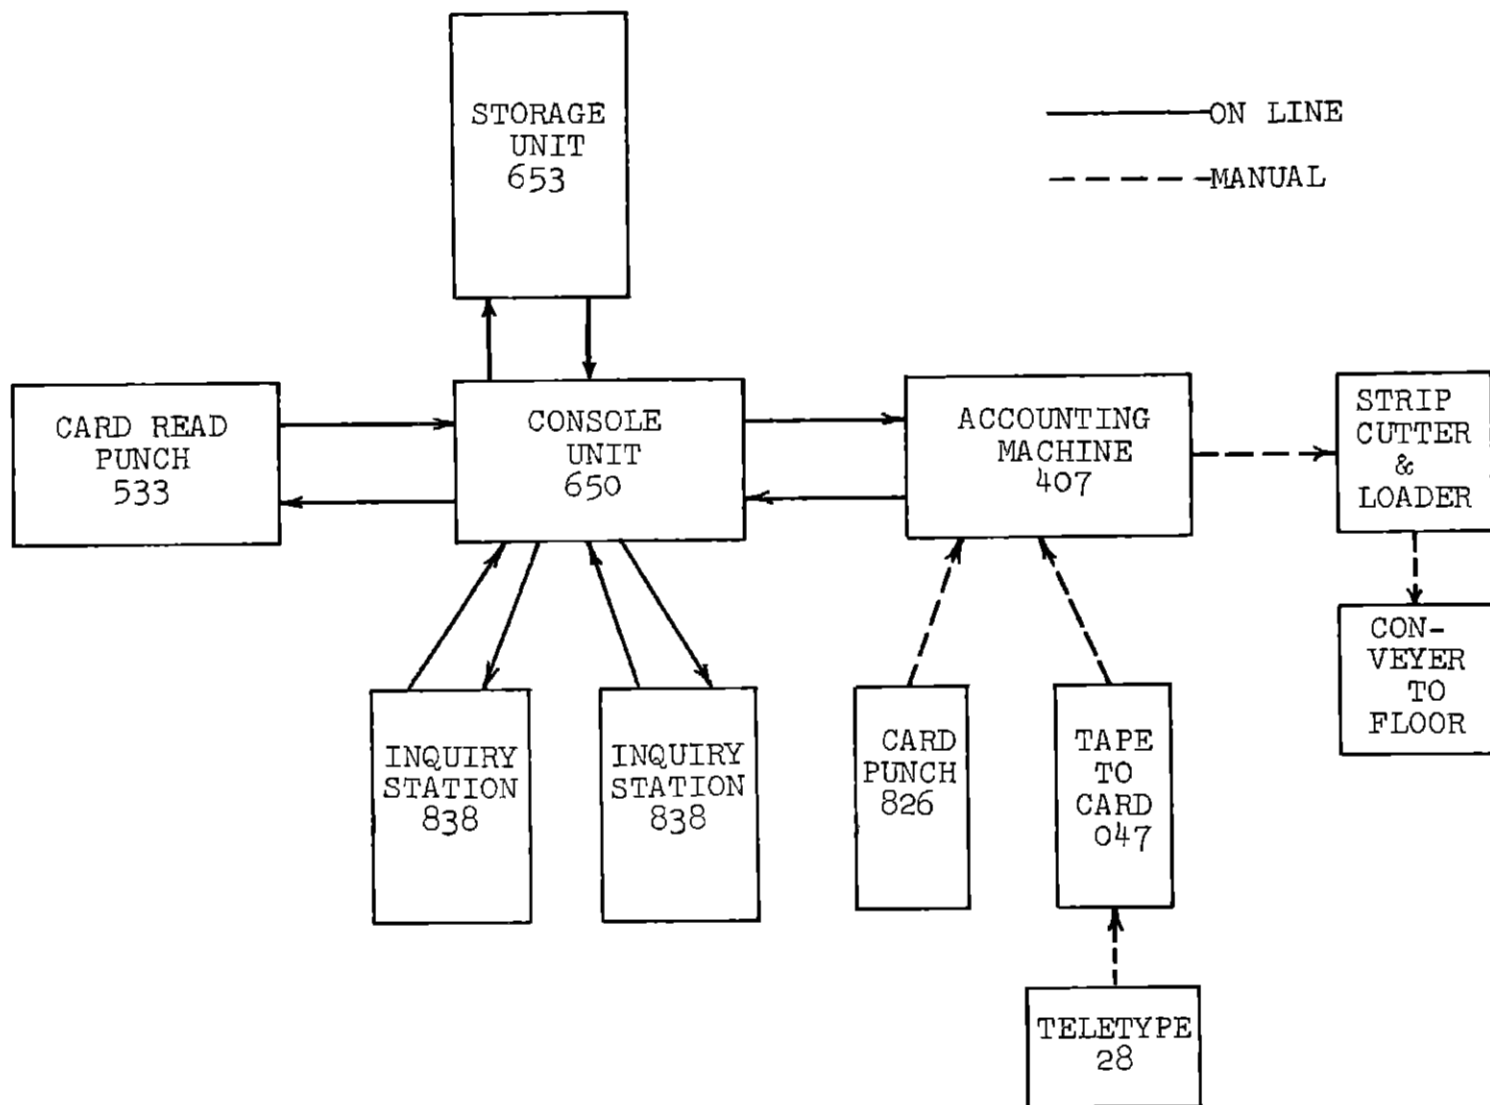 STORAGE
UNIT
653
ON LINE
MANUAL
CARD READ
PUNCH
533
CONSOLE
UNIT
650
ACCOUNTING
MACHINE
407
STRIP
CUTTER
&
LOADER
CON-
VEYER
TO
FLOOR
INQUIRY
STATION
838
INQUIRY
STATION
838
CARD
PUNCH
826
TAPE
TO
CARD
047
TELETYPE
28